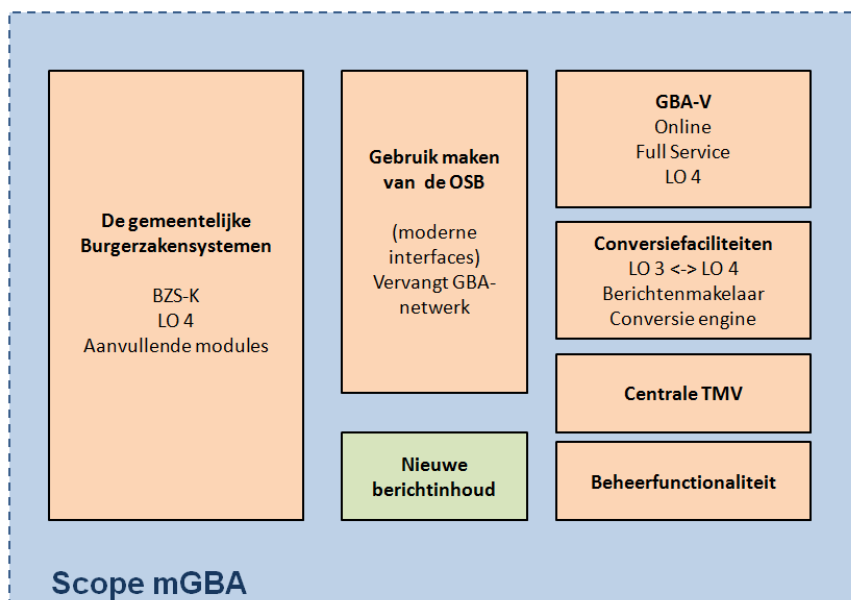 De gemeentelijke
Burgerzakensystemen
BZS-K
LO 4
Aanvullende modules
Gebruik maken
van de OSB
(moderne
interfaces)
Vervangt GBA-
netwerk
Nieuwe
berichtinhoud
GBA-V
Online
Full Service
LO 4
Conversiefaciliteiten
LO 3 <-> LO 4
Berichtenmakelaar
Conversie engine
Centrale TMV
Beheerfunctionaliteit
Scope mGBA